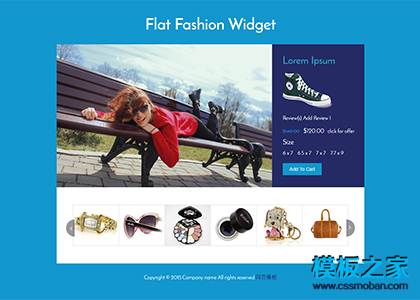 Flat Fashion Widget
Lorem Ipsum
Review(s) Add Review !
$140.00 $120.00 click for offer
Size
6 x 7 6.5 x 7 7 x 7 7.7 x 9
Add To Cart
Copyright © 2015.Company name All rights reserved.网页模板
模板之家
www.cssmoban.com